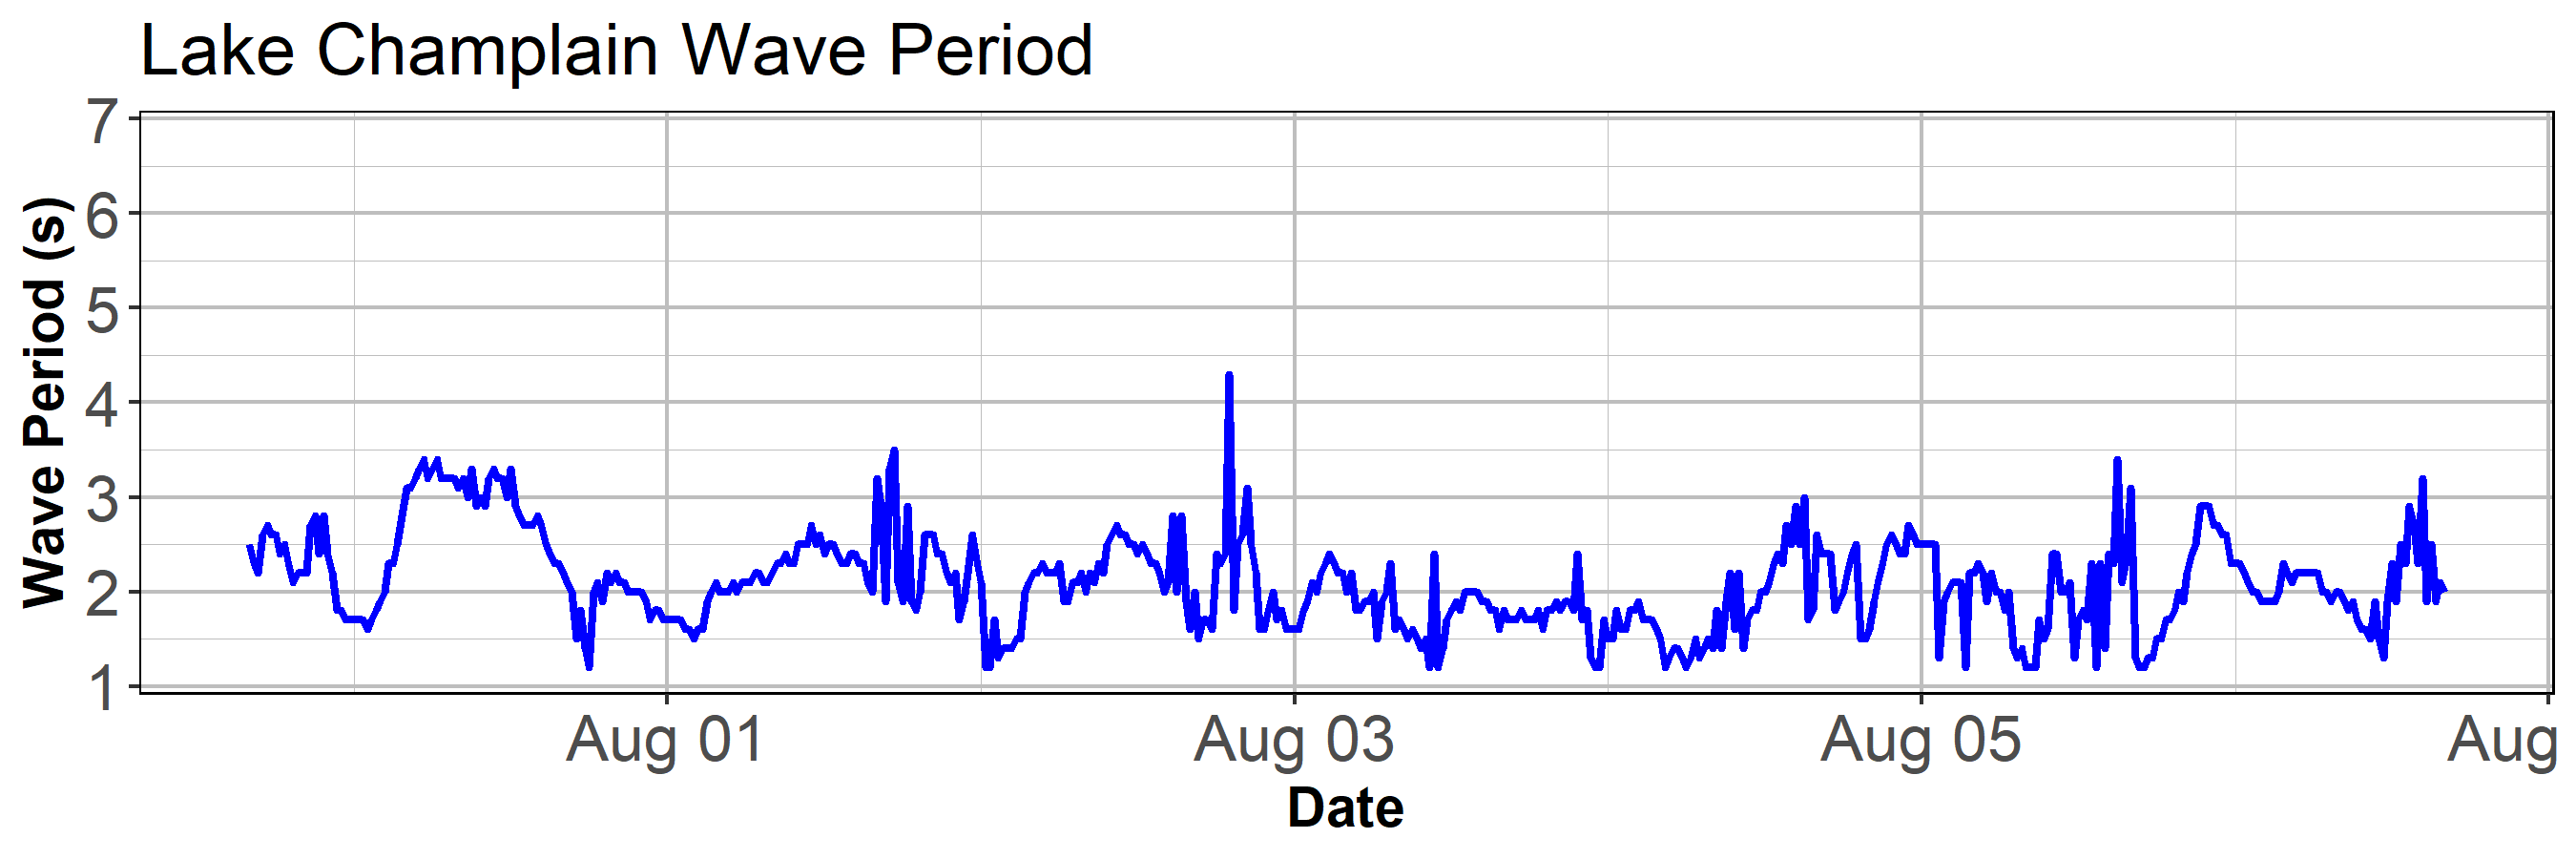 Lake Champlain Wave Period
Wave Period (s)
7
6
5
4
3
2
1
Aug 01
Aug 03
Aug 05
Aug
Date